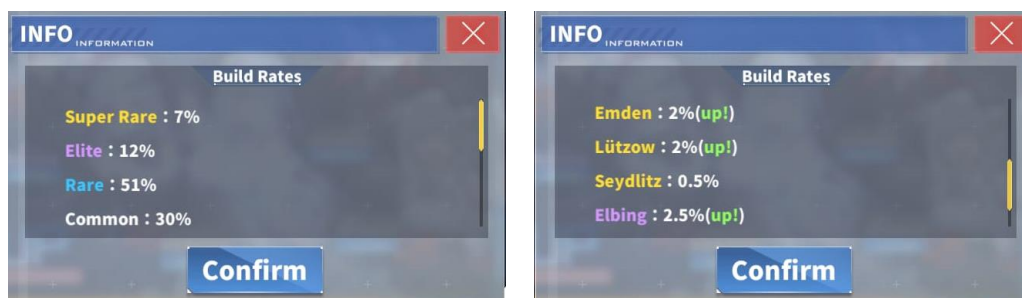 INFO INFORMATION
Build Rates
Super Rare : 7%
Elite : 12%
Rare : 51%
Common : 30%
Confirm
INFO INFORMATION
Build Rates
Emden : 2%(up!)
Lützow : 2%(up!)
Seydlitz : 0.5%
Elbing : 2.5%(up!)
Confirm